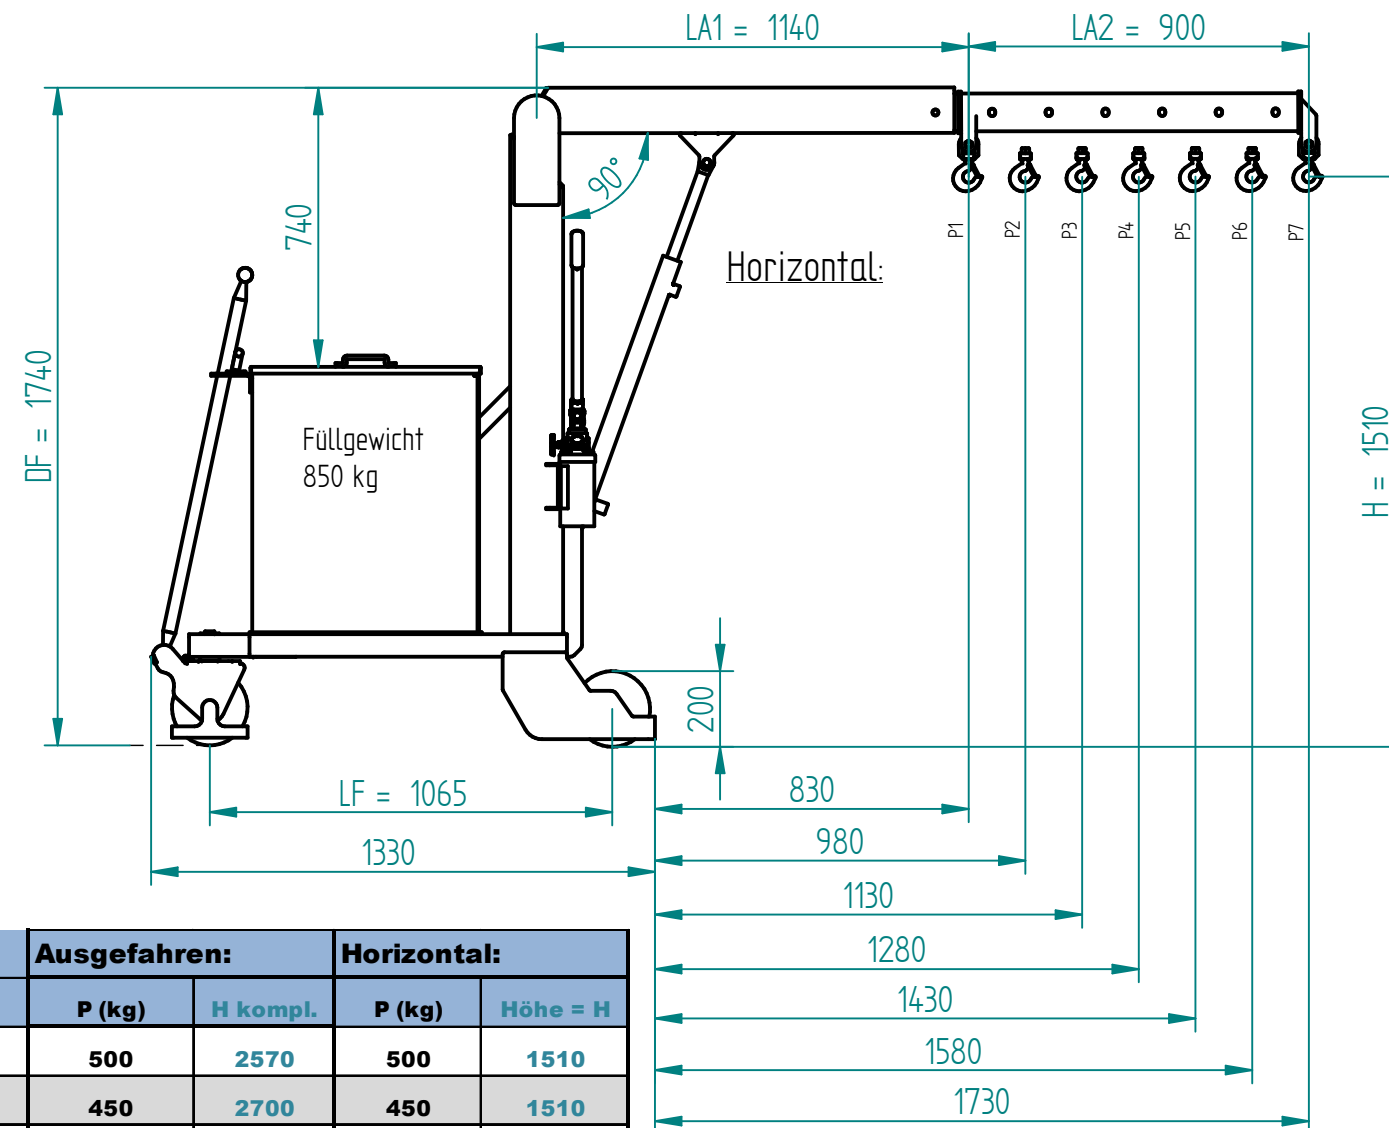 LA1 = 1140
LA2 = 900
740
90°
P1
P2
P3
P4
P5
P6
P7
Horizontal:
DF = 1740
Füllgewicht
850 kg
H = 1510
200
LF = 1065
830
1330
980
1130
1280
1430
1580
1730
Ausgefahren: Horizontal:
P (kg) H kompl. P (kg) Höhe = H
500 2570 500 1510
450 2700 450 1510